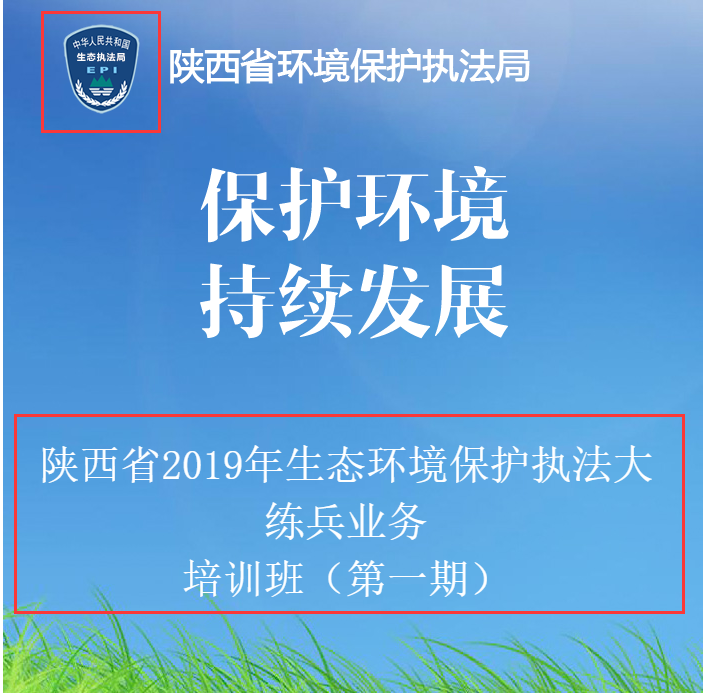 中华人民共和国
生态执法局
EPI
陕西省环境保护执法局
保护环境
持续发展
陕西省2019年生态环境保护执法大
练兵业务
培训班（第一期）